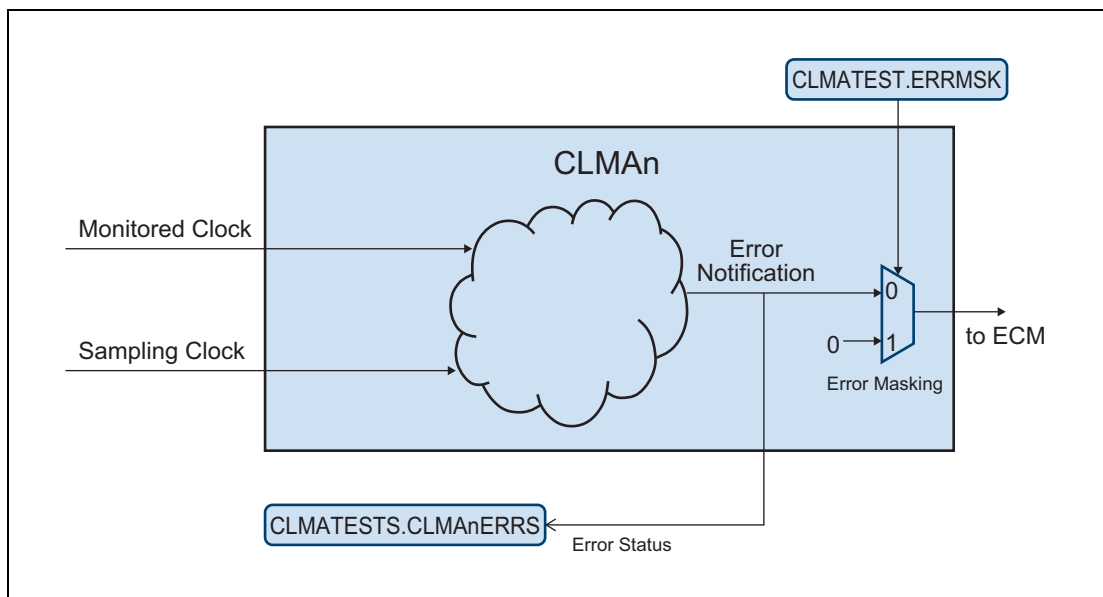 CLMATEST.ERRMSK
CLMAn
Monitored Clock
Error
Notification
0
to ECM
Sampling Clock
0
1
Error Masking
CLMATESTS.CLMAnERRS
Error Status